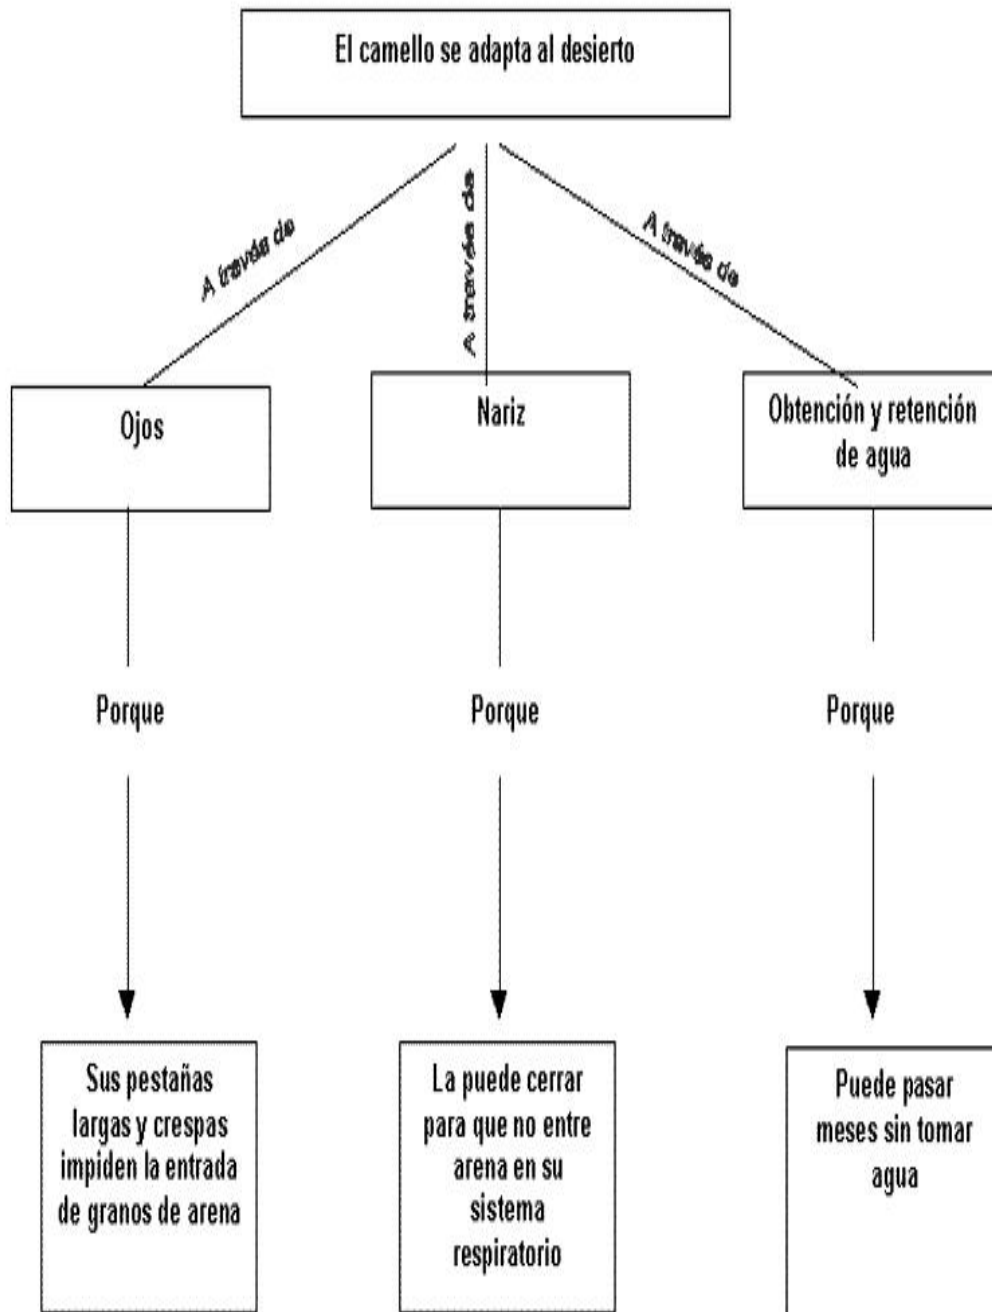 El camello se adapta al desierto
A través de
A través de
A través de
Ojos
Nariz
Obtención y retención
de agua
Porque
Porque
Porque
Sus pestañas
largas y crespas
impiden la entrada
de granos de arena
La puede cerrar
para que no entre
arena en su
sistema
respiratorio
Puede pasar
meses sin tomar
agua